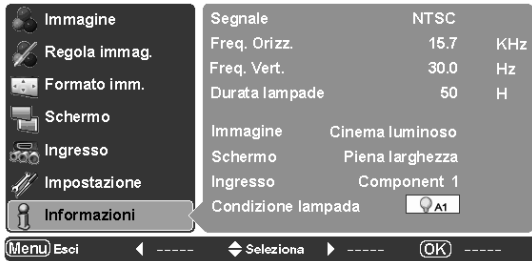 Immagine
Regola immag.
Formato imm.
Schermo
Ingresso
Impostazione
Informazioni
Segnale NTSC
Freq. Orizz. 15.7 KHz
Freq. Vert. 30.0 Hz
Durata lampade 50 H
Immagine Cinema luminoso
Schermo Piena larghezza
Ingresso Component 1
Condizione lampada A1
Menu Esci ----- Seleziona ----- OK -----